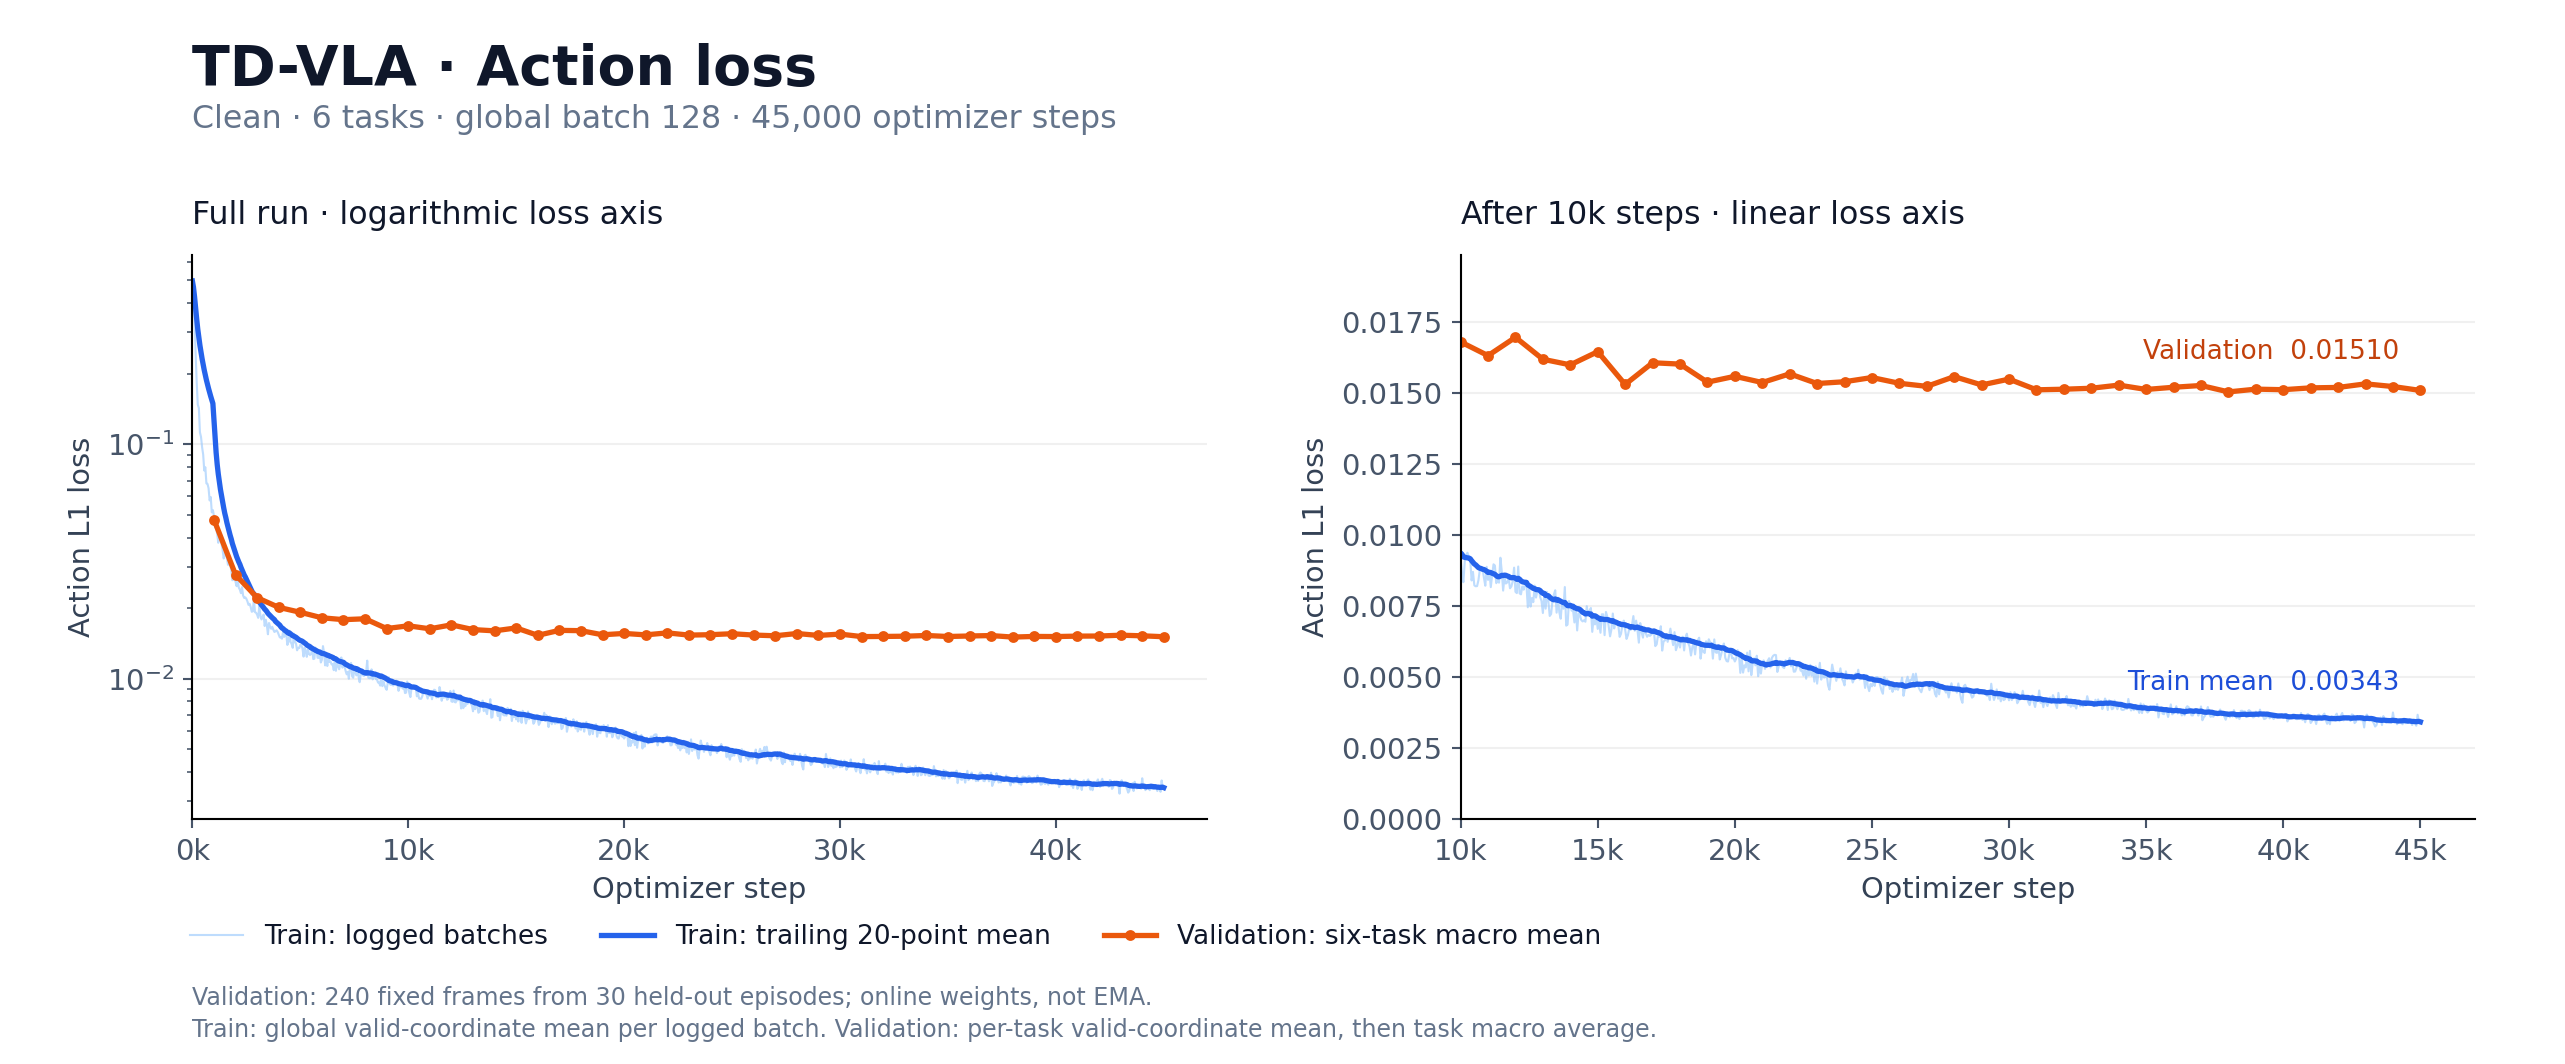 TD-VLA · Action loss
Clean · 6 tasks · global batch 128 · 45,000 optimizer steps
Full run · logarithmic loss axis
Action L1 loss
10⁻¹
10⁻²
0k 10k 20k 30k 40k
Optimizer step
After 10k steps · linear loss axis
Action L1 loss
0.0175
0.0150
0.0125
0.0100
0.0075
0.0050
0.0025
0.0000
Validation 0.01510
Train mean 0.00343
10k 15k 20k 25k 30k 35k 40k 45k
Optimizer step
Train: logged batches Train: trailing 20-point mean Validation: six-task macro mean
Validation: 240 fixed frames from 30 held-out episodes; online weights, not EMA.
Train: global valid-coordinate mean per logged batch. Validation: per-task valid-coordinate mean, then task macro average.